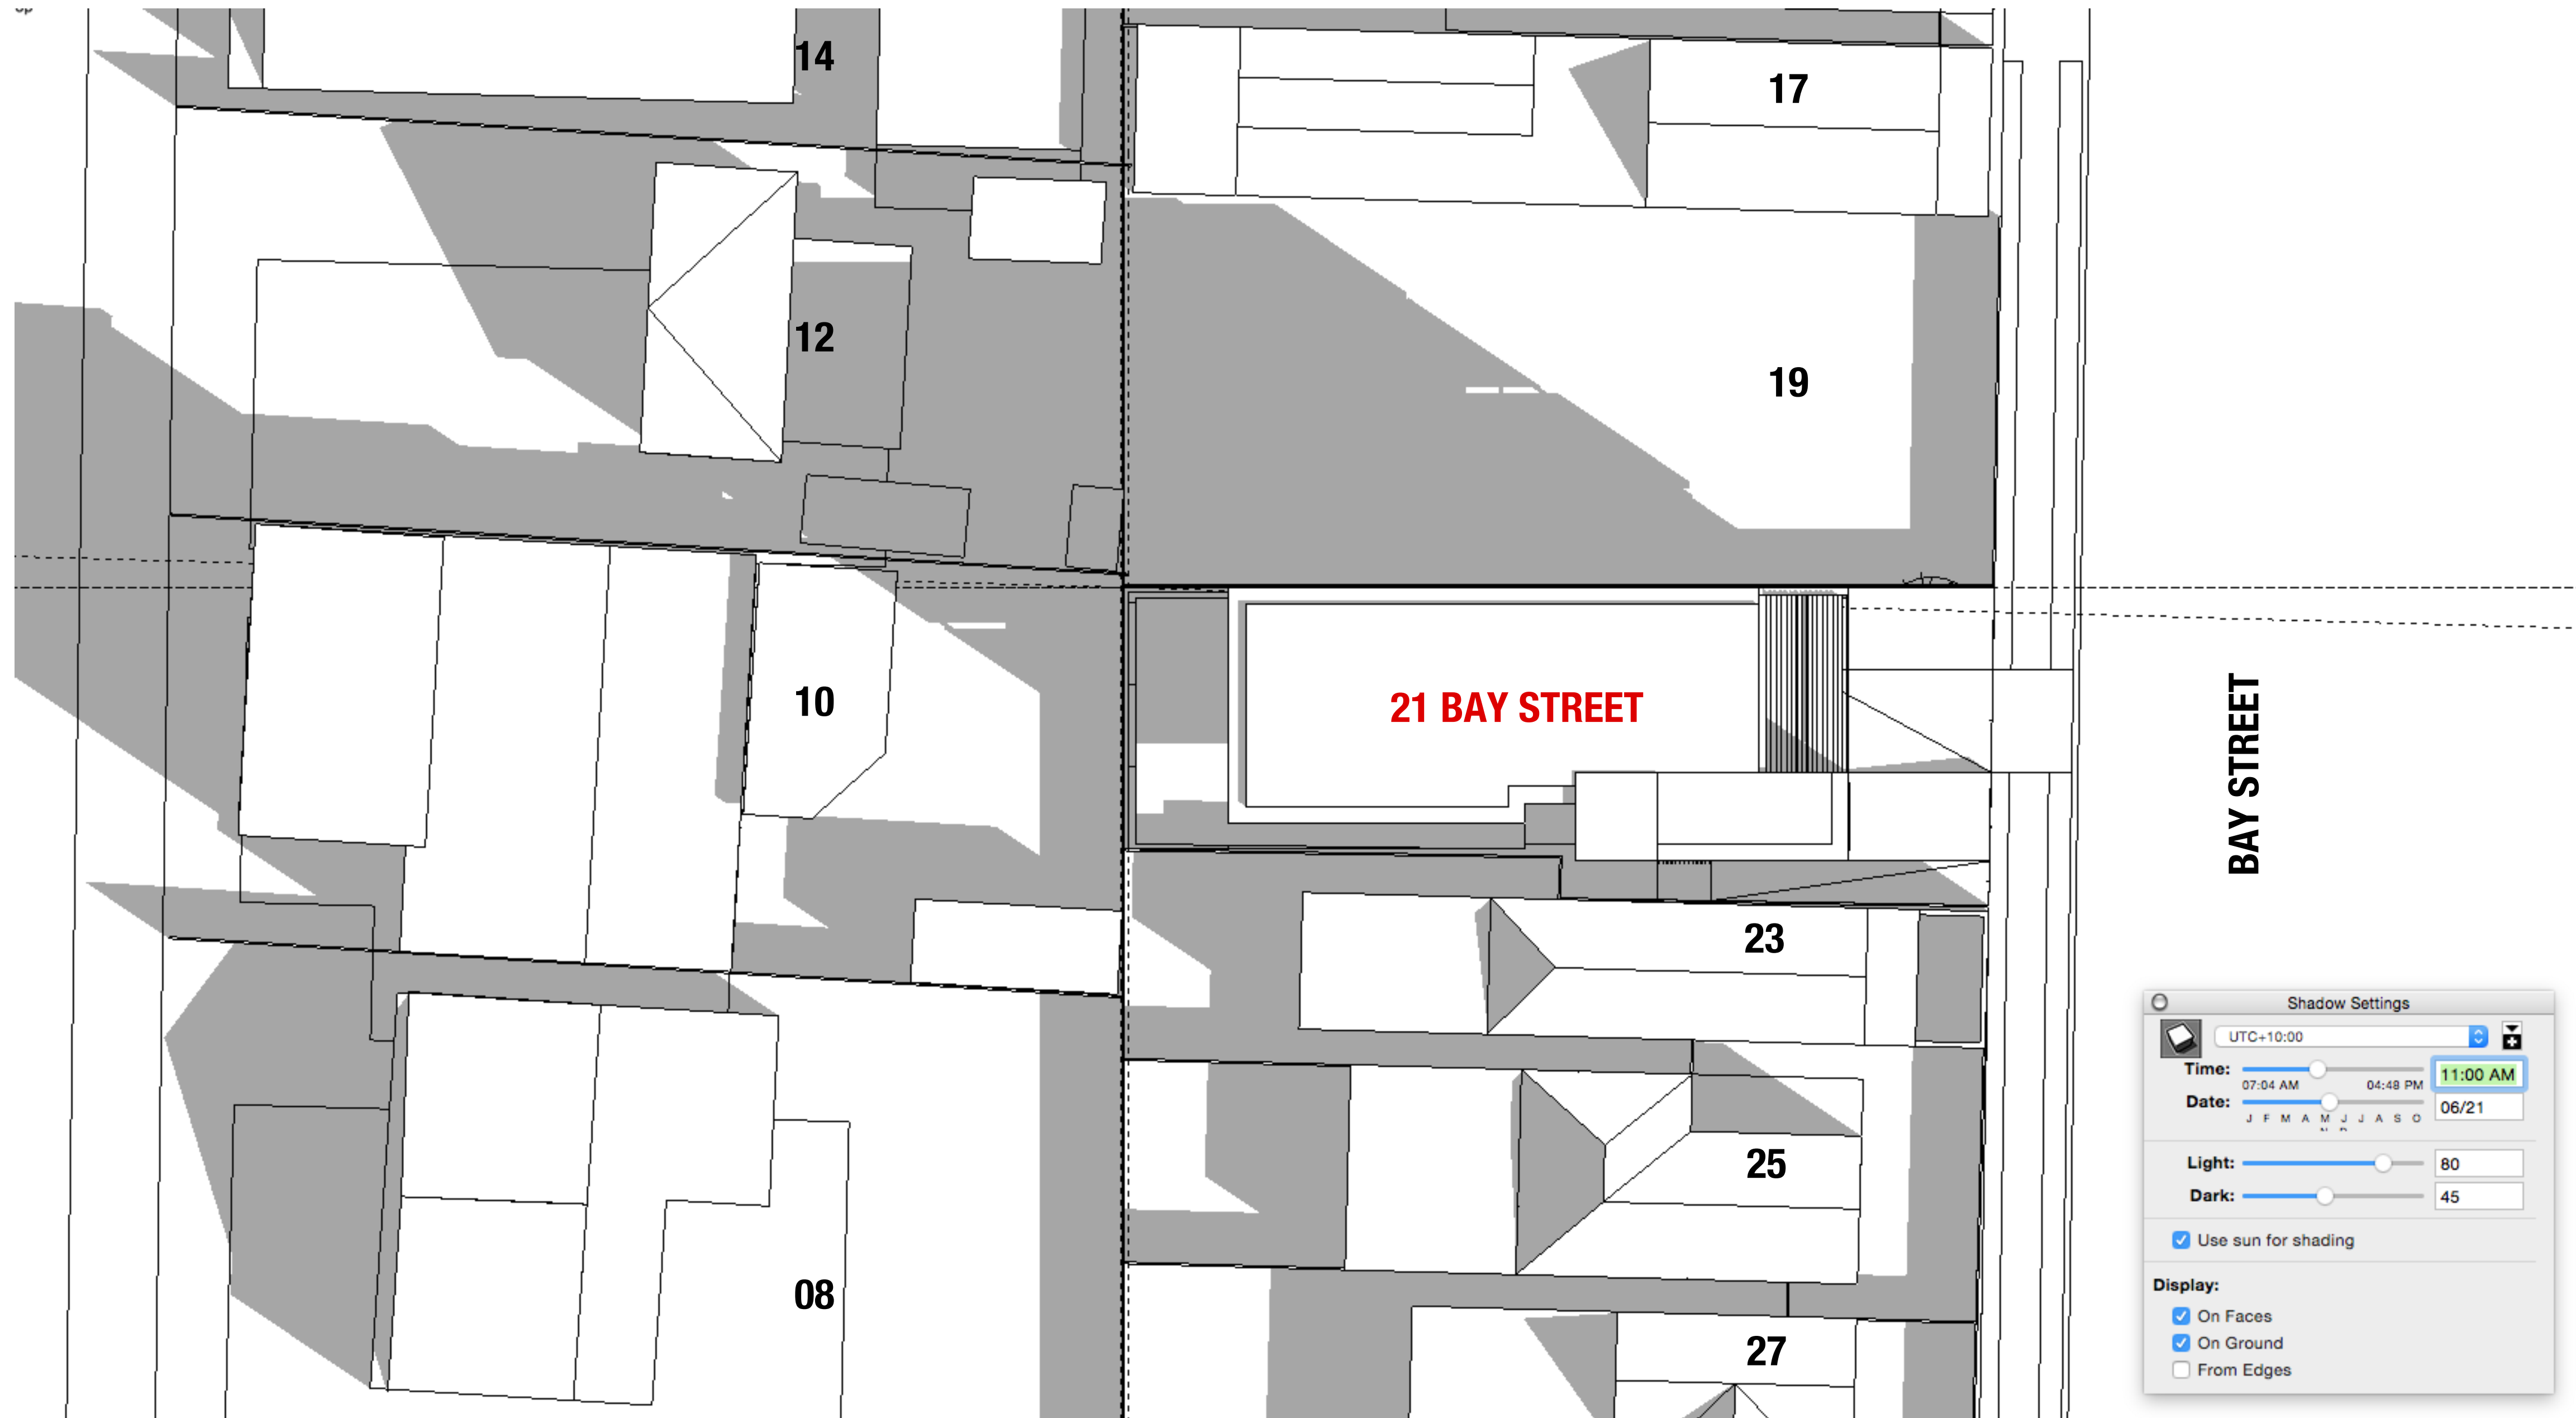 14
17
12
19
10
21 BAY STREET
BAY STREET
23
25
08
27
Shadow Settings
UTC+10:00
Time:
07:04 AM
04:48 PM
11:00 AM
Date:
J F M A M J J A S O
06/21
Light:
80
Dark:
45
Use sun for shading
Display:
On Faces
On Ground
From Edges